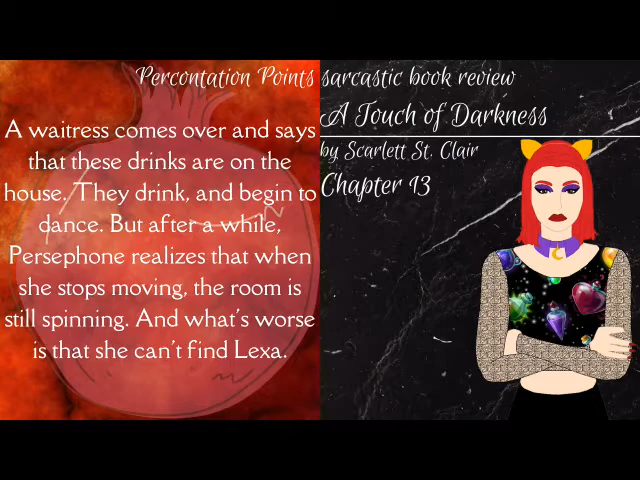 Percontation Points sarcastic book review
A Touch of Darkness
by Scarlett St. Clair
Chapter 13
A waitress comes over and says
that these drinks are on the
house. They drink, and begin to
dance. But after a while,
Persephone realizes that when
she stops moving, the room is
still spinning. And what's worse
is that she can't find Lexa.